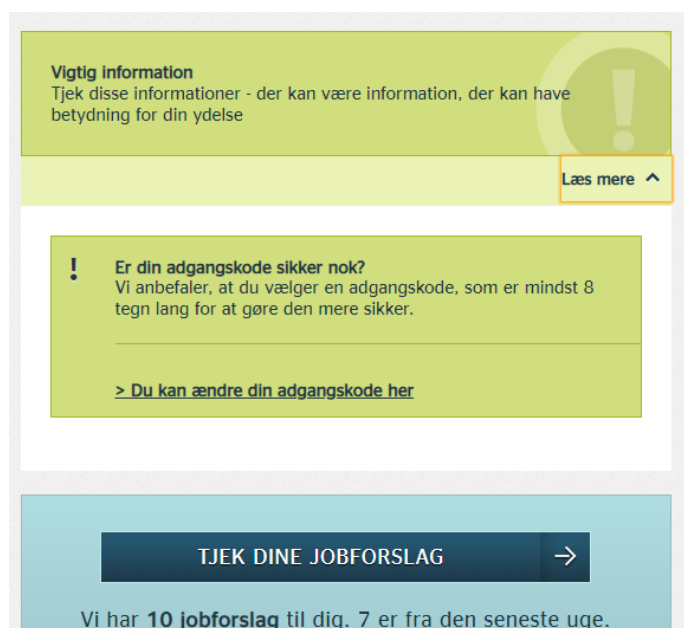 Vigtig information
Tjek disse informationer - der kan være information, der kan have
betydning for din ydelse
Læs mere
!
Er din adgangskode sikker nok?
Vi anbefaler, at du vælger en adgangskode, som er mindst 8
tegn lang for at gøre den mere sikker.
> Du kan ændre din adgangskode her
TJEK DINE JOBFORSLAG
Vi har 10 jobforslag til dig. 7 er fra den seneste uge.